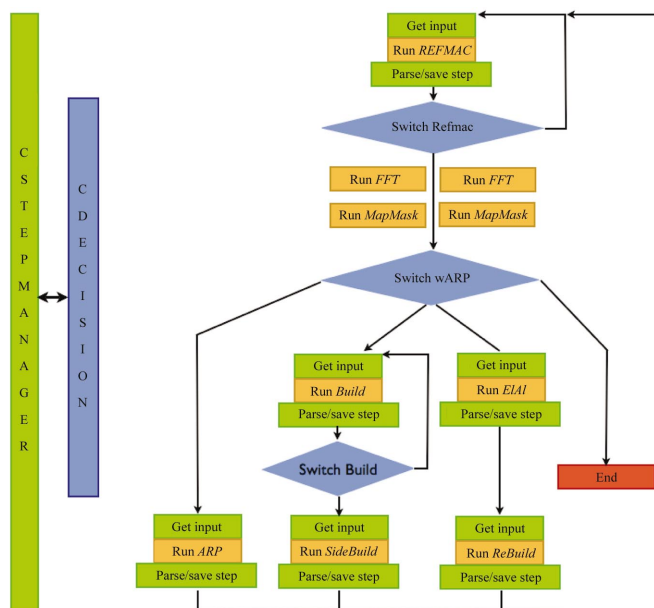 C STEP MANAGER
C DECISION
Get input
Run REFMAC
Parse/save step
Switch Refmac
Run FFT
Run FFT
Run MapMask
Run MapMask
Switch wARP
Get input
Run Build
Parse/save step
Get input
Run ElAl
Parse/save step
Switch Build
End
Get input
Run ARP
Parse/save step
Get input
Run SideBuild
Parse/save step
Get input
Run ReBuild
Parse/save step